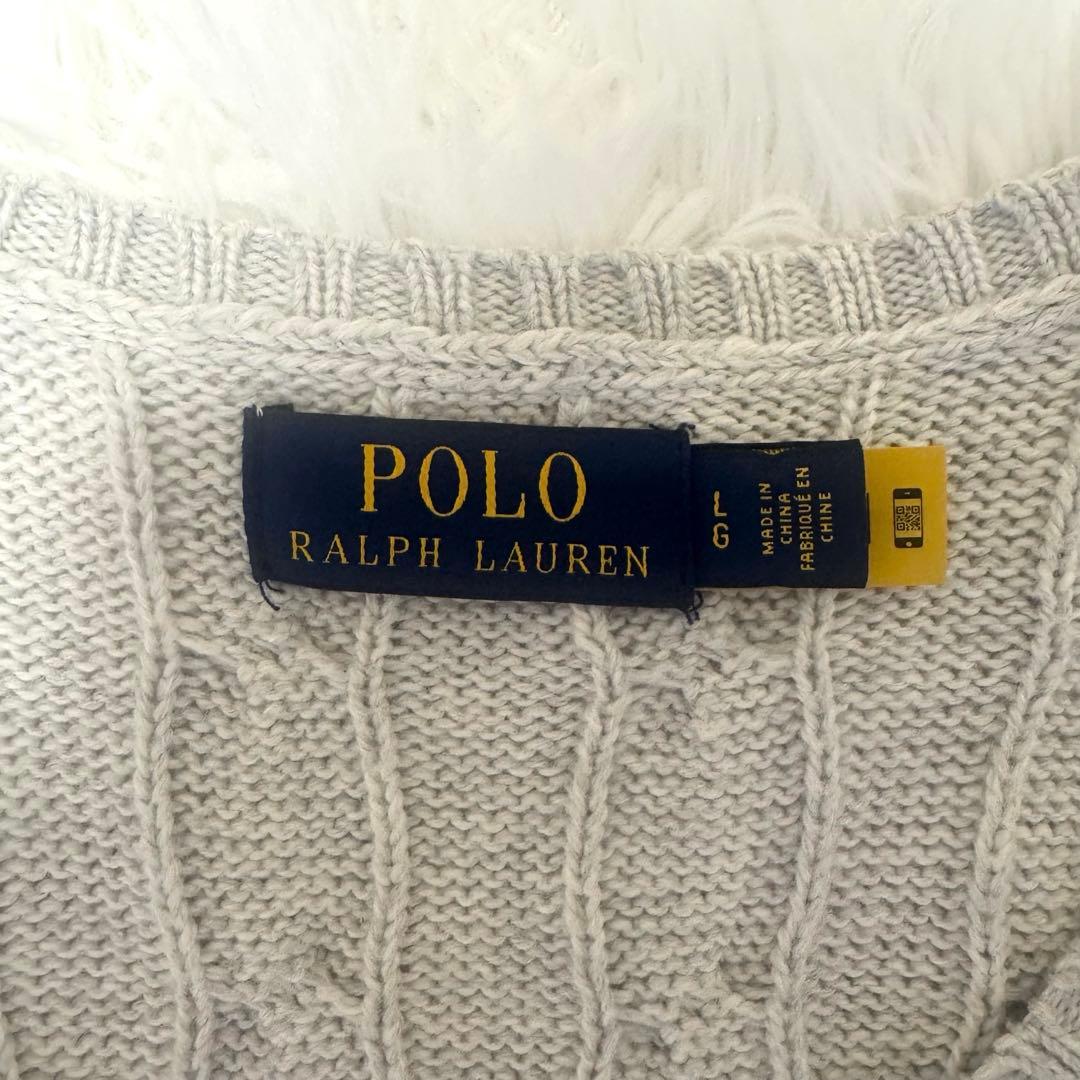 POLO
RALPH LAUREN
L
G
MADE IN
CHINA
FABRIQUÉ EN
CHINE